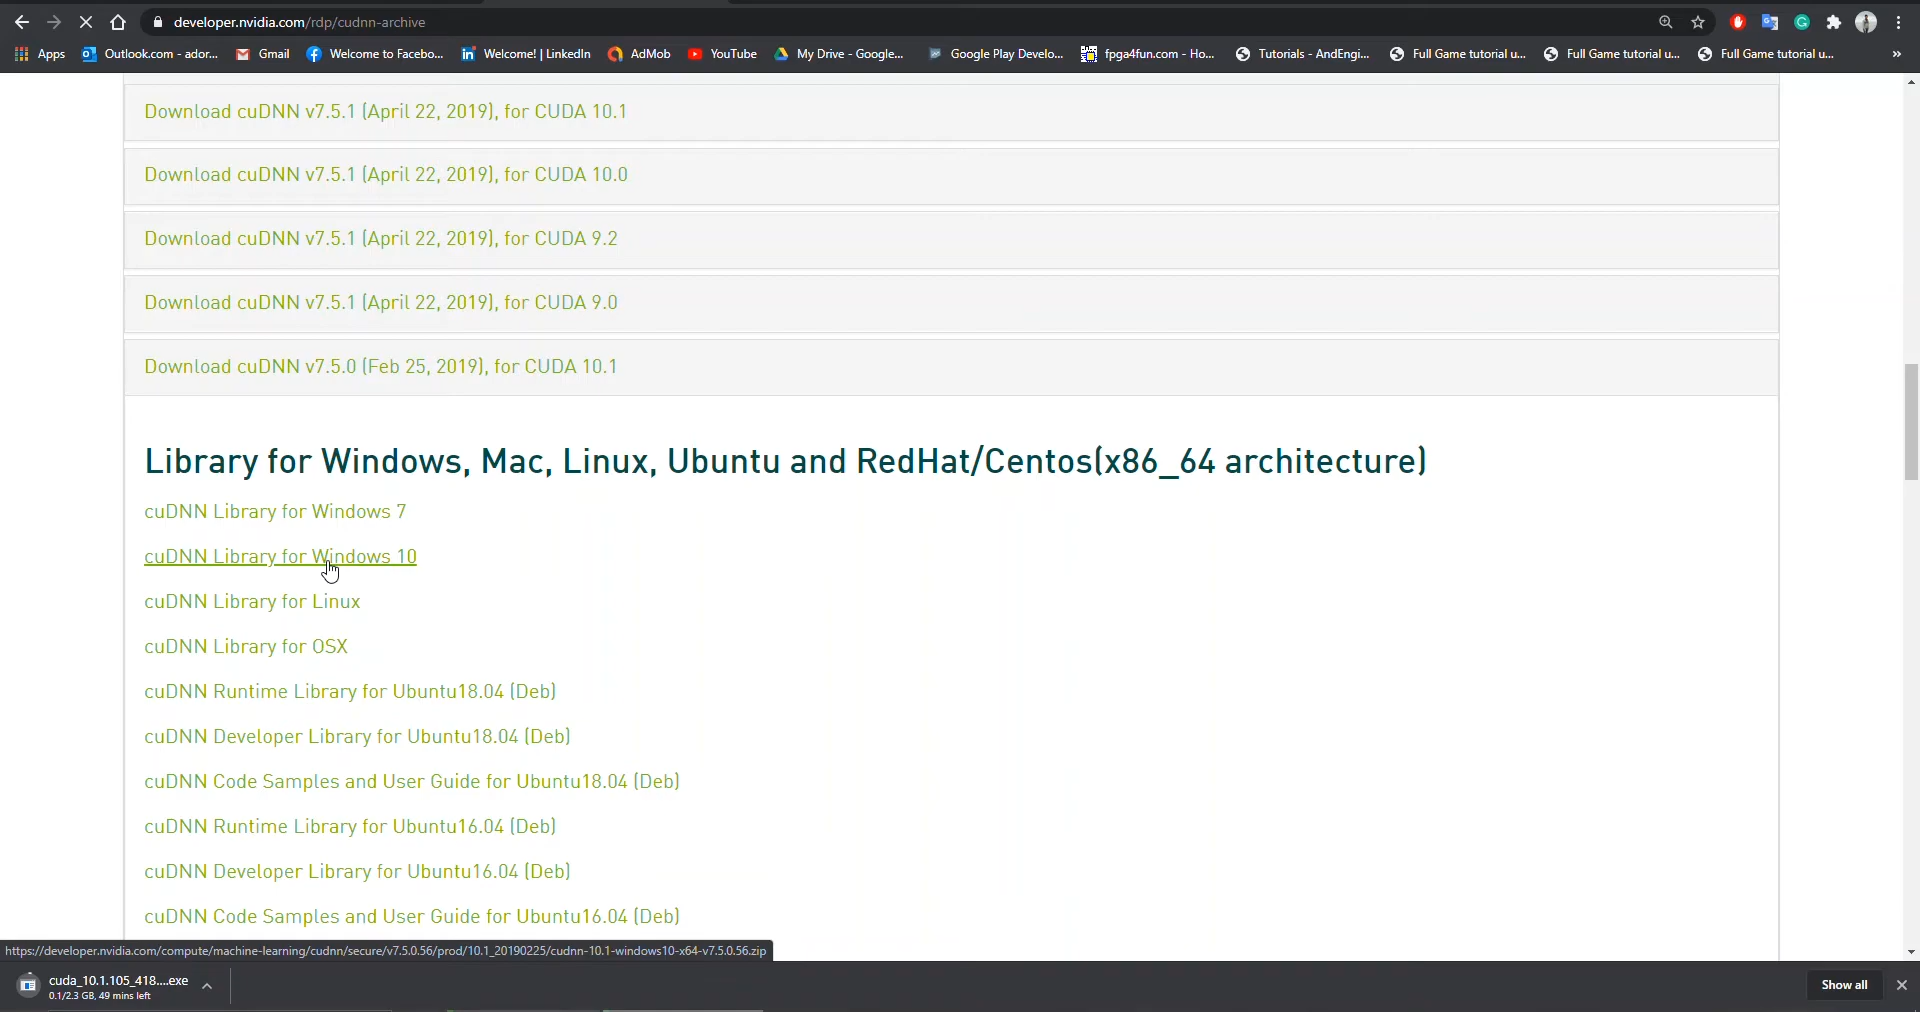 developer.nvidia.com/rdp/cudnn-archive
Apps
Outlook.com - ador...
Gmail
Welcome to Facebo...
Welcome! | LinkedIn
AdMob
YouTube
My Drive - Google...
Google Play Develo...
fpga4fun.com - Ho...
Tutorials - AndEngi...
Full Game tutorial u...
Full Game tutorial u...
Full Game tutorial u...
»
Download cuDNN v7.5.1 (April 22, 2019), for CUDA 10.1
Download cuDNN v7.5.1 (April 22, 2019), for CUDA 10.0
Download cuDNN v7.5.1 (April 22, 2019), for CUDA 9.2
Download cuDNN v7.5.1 (April 22, 2019), for CUDA 9.0
Download cuDNN v7.5.0 (Feb 25, 2019), for CUDA 10.1
Library for Windows, Mac, Linux, Ubuntu and RedHat/Centos(x86_64 architecture)
cuDNN Library for Windows 7
cuDNN Library for Windows 10
cuDNN Library for Linux
cuDNN Library for OSX
cuDNN Runtime Library for Ubuntu18.04 (Deb)
cuDNN Developer Library for Ubuntu18.04 (Deb)
cuDNN Code Samples and User Guide for Ubuntu18.04 (Deb)
cuDNN Runtime Library for Ubuntu16.04 (Deb)
cuDNN Developer Library for Ubuntu16.04 (Deb)
cuDNN Code Samples and User Guide for Ubuntu16.04 (Deb)
https://developer.nvidia.com/compute/machine-learning/cudnn/secure/v7.5.0.56/prod/10.1_20190225/cudnn-10.1-windows10-x64-v7.5.0.56.zip
cuda_10.1.105_418....exe
0.1/2.3 GB, 49 mins left
Show all